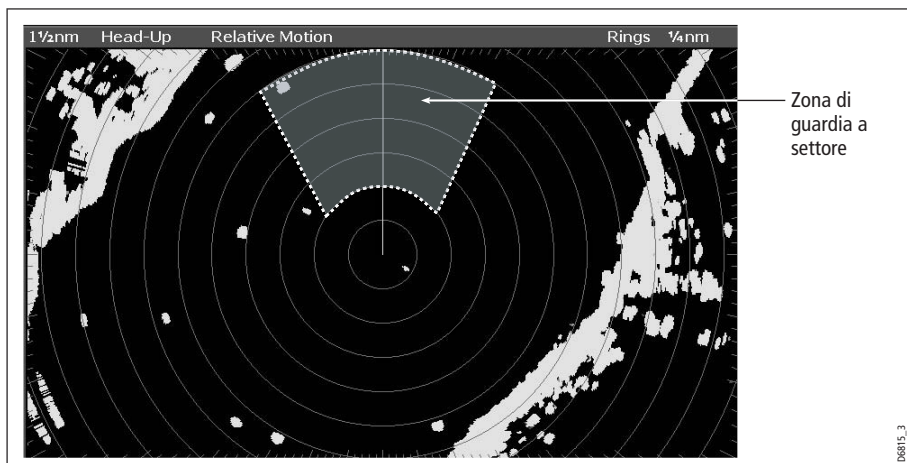 1½nm Head-Up Relative Motion Rings ¼nm
Zona di
guardia a
settore
D6815_3